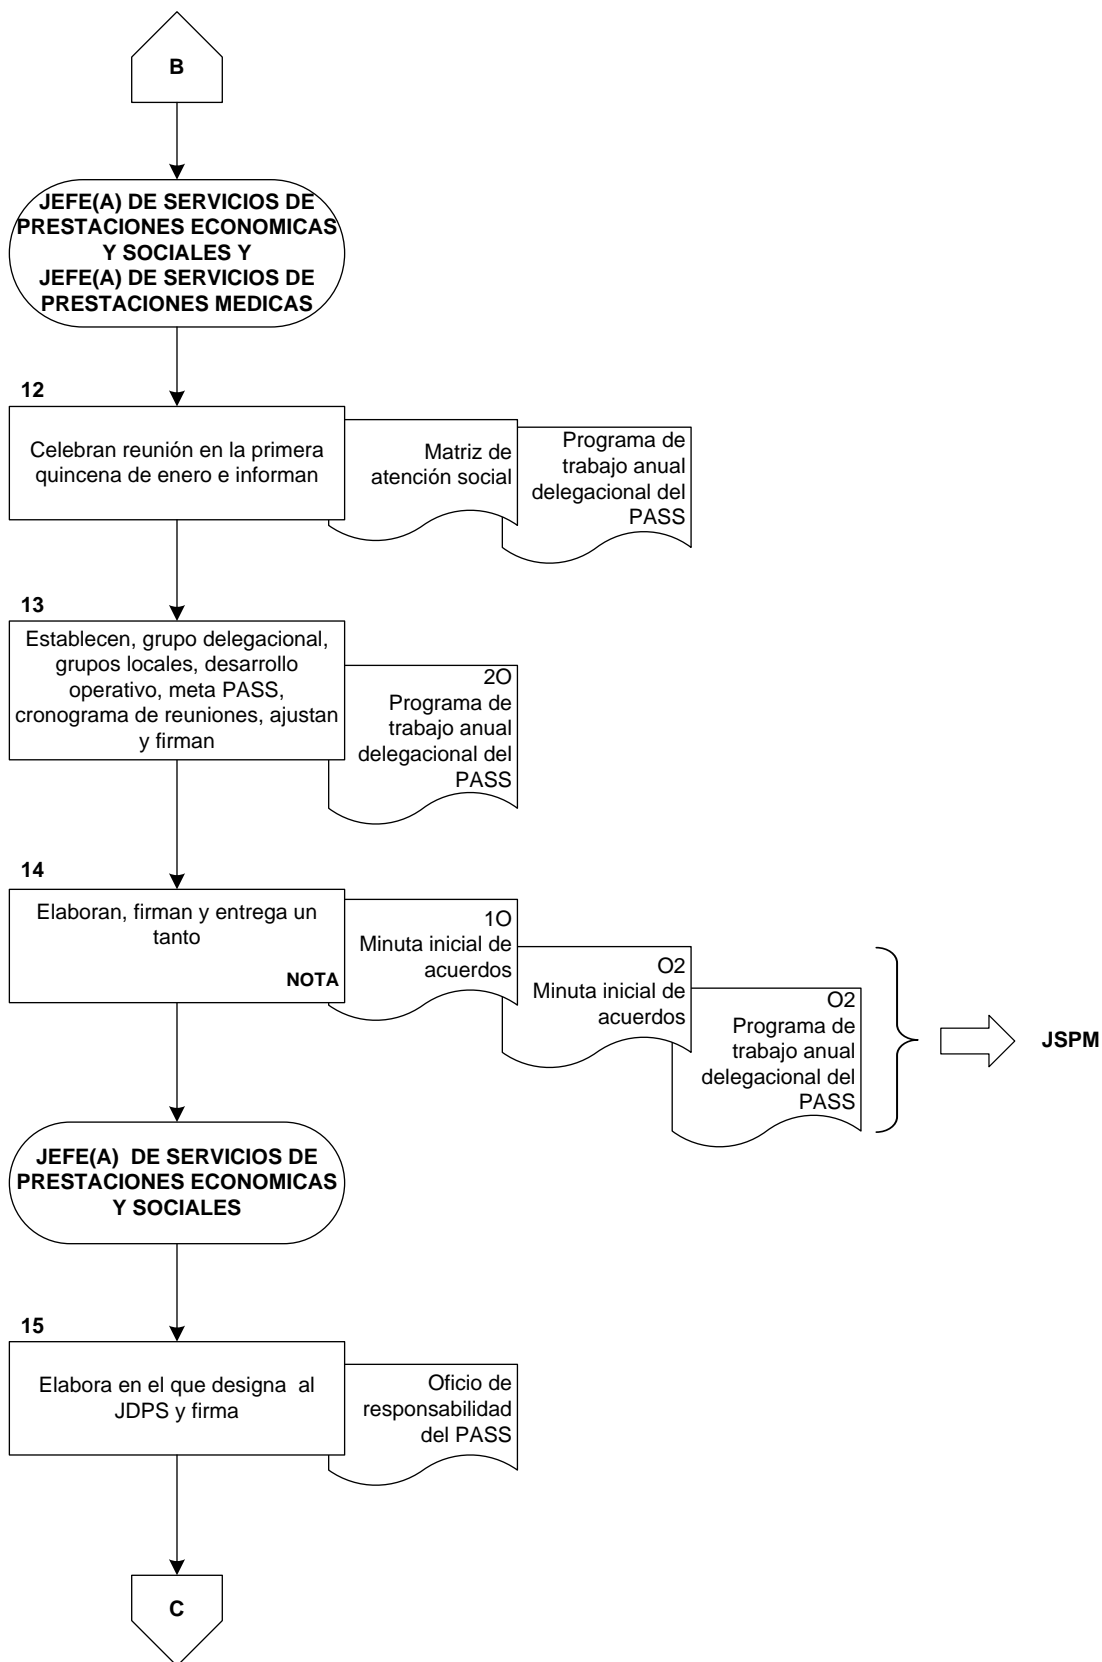 B
JEFE(A) DE SERVICIOS DE
PRESTACIONES ECONOMICAS
Y SOCIALES Y
JEFE(A) DE SERVICIOS DE
PRESTACIONES MEDICAS
12
Celebran reunión en la primera
quincena de enero e informan
Matriz de
atención social
Programa de
trabajo anual
delegacional del
PASS
13
Establecen, grupo delegacional,
grupos locales, desarrollo
operativo, meta PASS,
cronograma de reuniones, ajustan
y firman
2O
Programa de
trabajo anual
delegacional del
PASS
14
Elaboran, firman y entrega un
tanto
NOTA
1O
Minuta inicial de
acuerdos
O2
Minuta inicial de
acuerdos
O2
Programa de
trabajo anual
delegacional del
PASS
JSPM
JEFE(A) DE SERVICIOS DE
PRESTACIONES ECONOMICAS
Y SOCIALES
15
Elabora en el que designa al
JDPS y firma
Oficio de
responsabilidad
del PASS
C